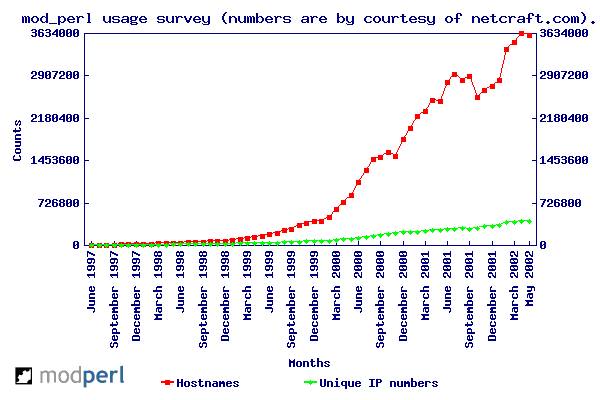 mod_perl usage survey (numbers are by courtesy of netcraft.com).
3634000
2907200
2180400
1453600
726800
0
Counts
3634000
2907200
2180400
1453600
726800
0
June 1997
September 1997
December 1997
March 1998
June 1998
September 1998
December 1998
March 1999
June 1999
September 1999
December 1999
March 2000
June 2000
September 2000
December 2000
March 2001
June 2001
September 2001
December 2001
March 2002
May 2002
Months
modperl
Hostnames
Unique IP numbers